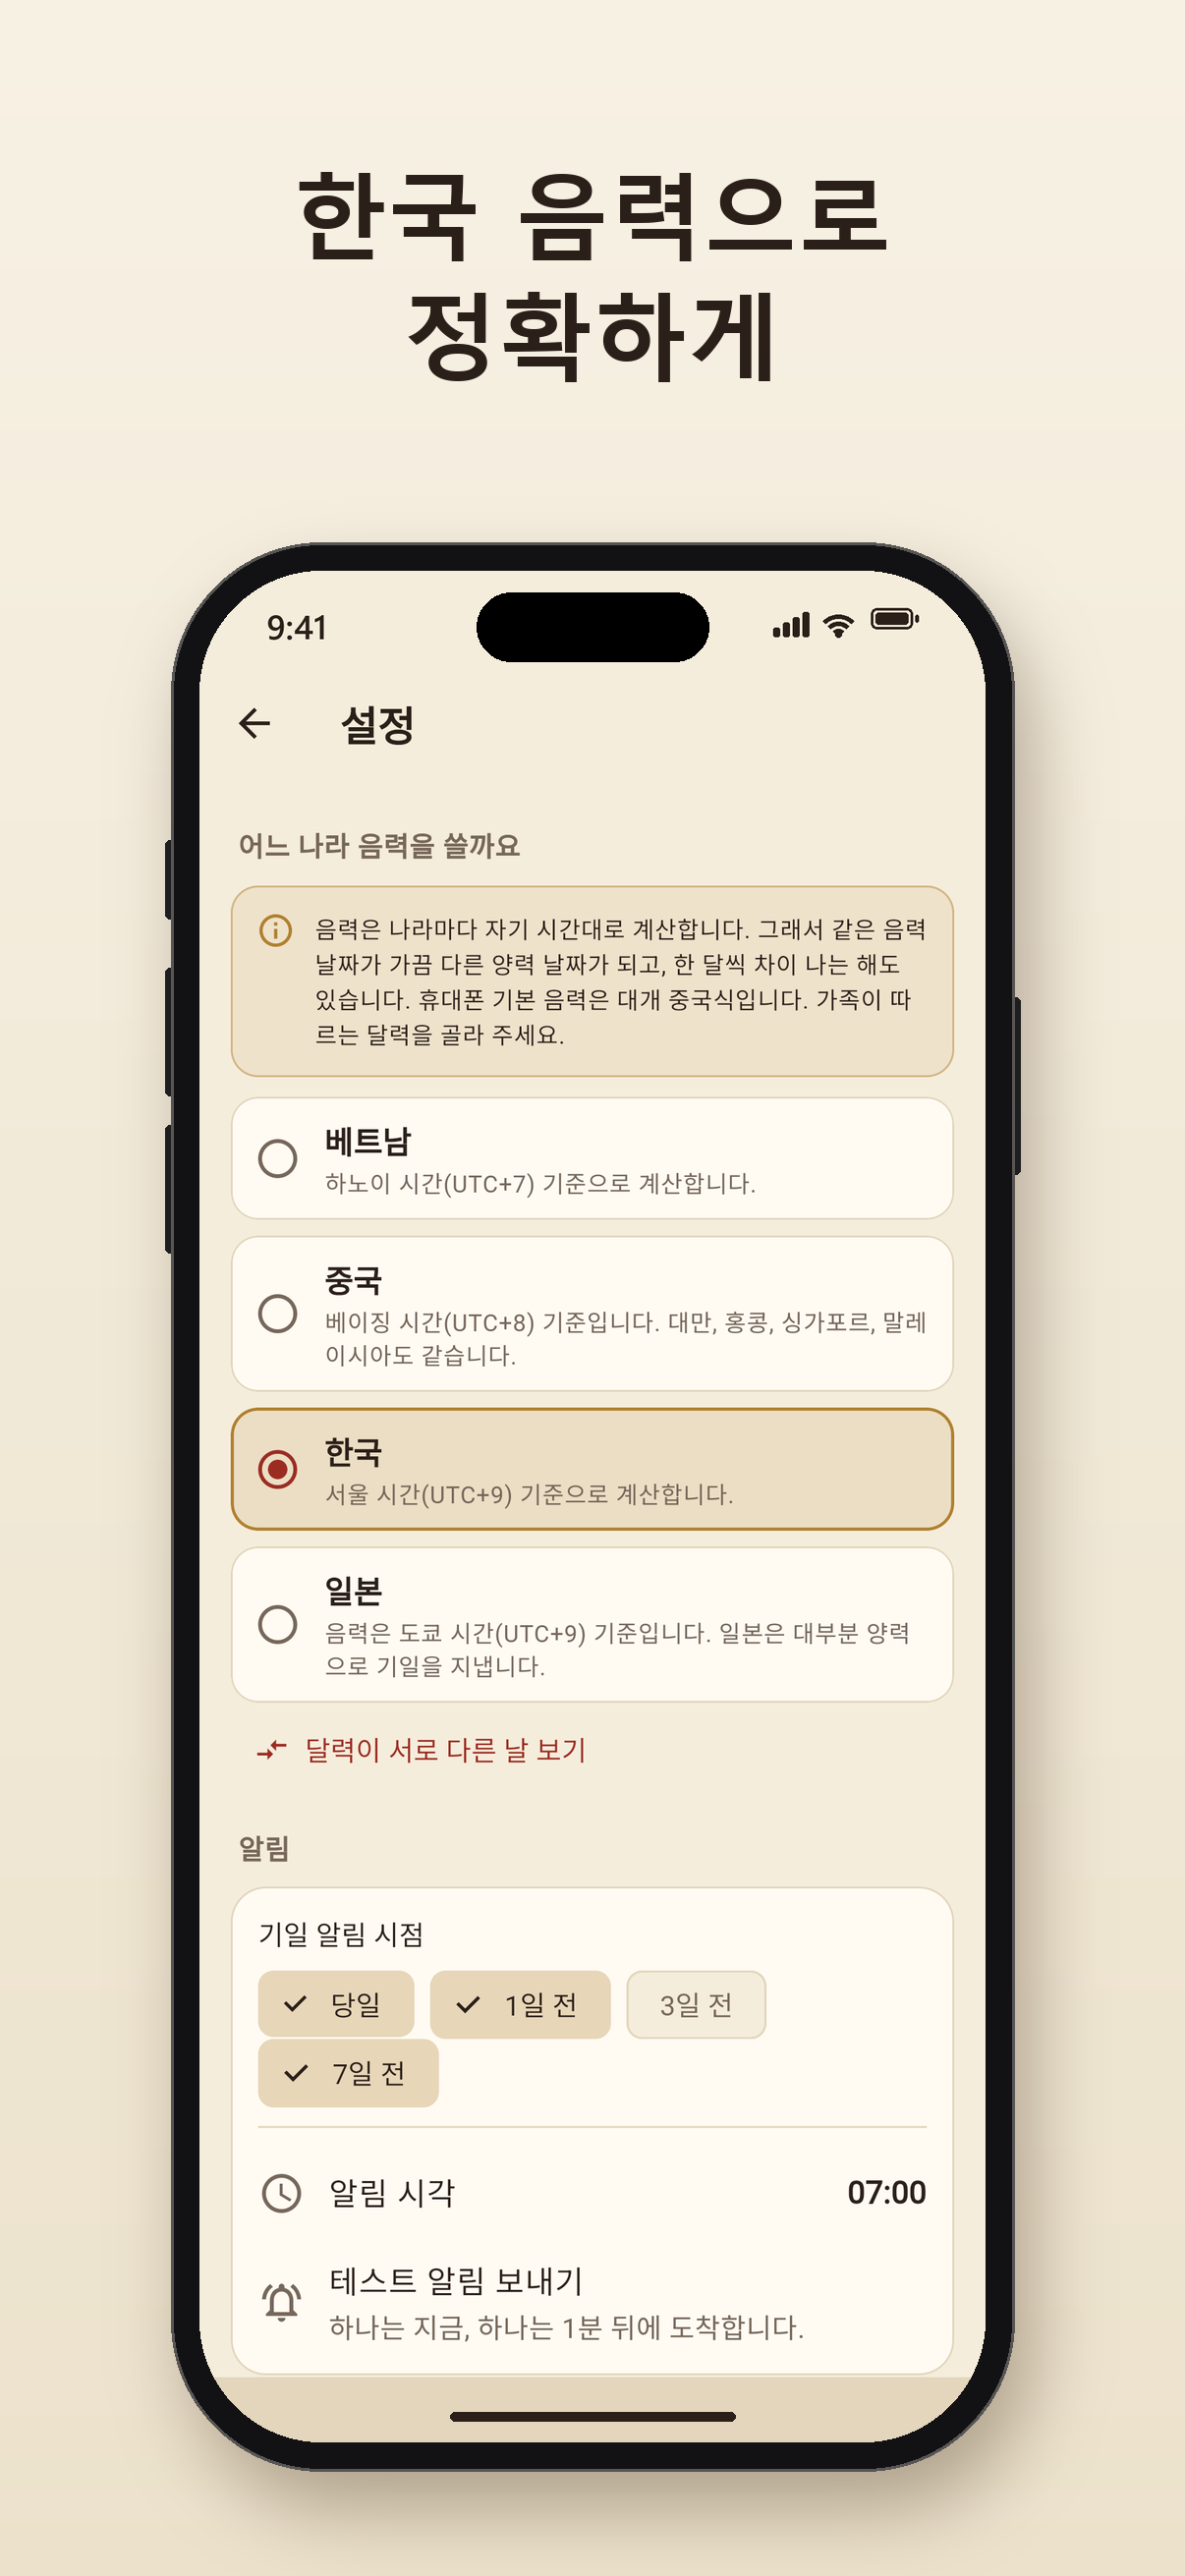 한국 음력으로
정확하게
9:41
설정
어느 나라 음력을 쓸까요
음력은 나라마다 자기 시간대로 계산합니다. 그래서 같은 음력
날짜가 가끔 다른 양력 날짜가 되고, 한 달씩 차이 나는 해도
있습니다. 휴대폰 기본 음력은 대개 중국식입니다. 가족이 따
르는 달력을 골라 주세요.
베트남
하노이 시간(UTC+7) 기준으로 계산합니다.
중국
베이징 시간(UTC+8) 기준입니다. 대만, 홍콩, 싱가포르, 말레
이시아도 같습니다.
한국
서울 시간(UTC+9) 기준으로 계산합니다.
일본
음력은 도쿄 시간(UTC+9) 기준입니다. 일본은 대부분 양력
으로 기일을 지냅니다.
달력이 서로 다른 날 보기
알림
기일 알림 시점
당일 1일 전 3일 전
7일 전
알림 시각 07:00
테스트 알림 보내기
하나는 지금, 하나는 1분 뒤에 도착합니다.